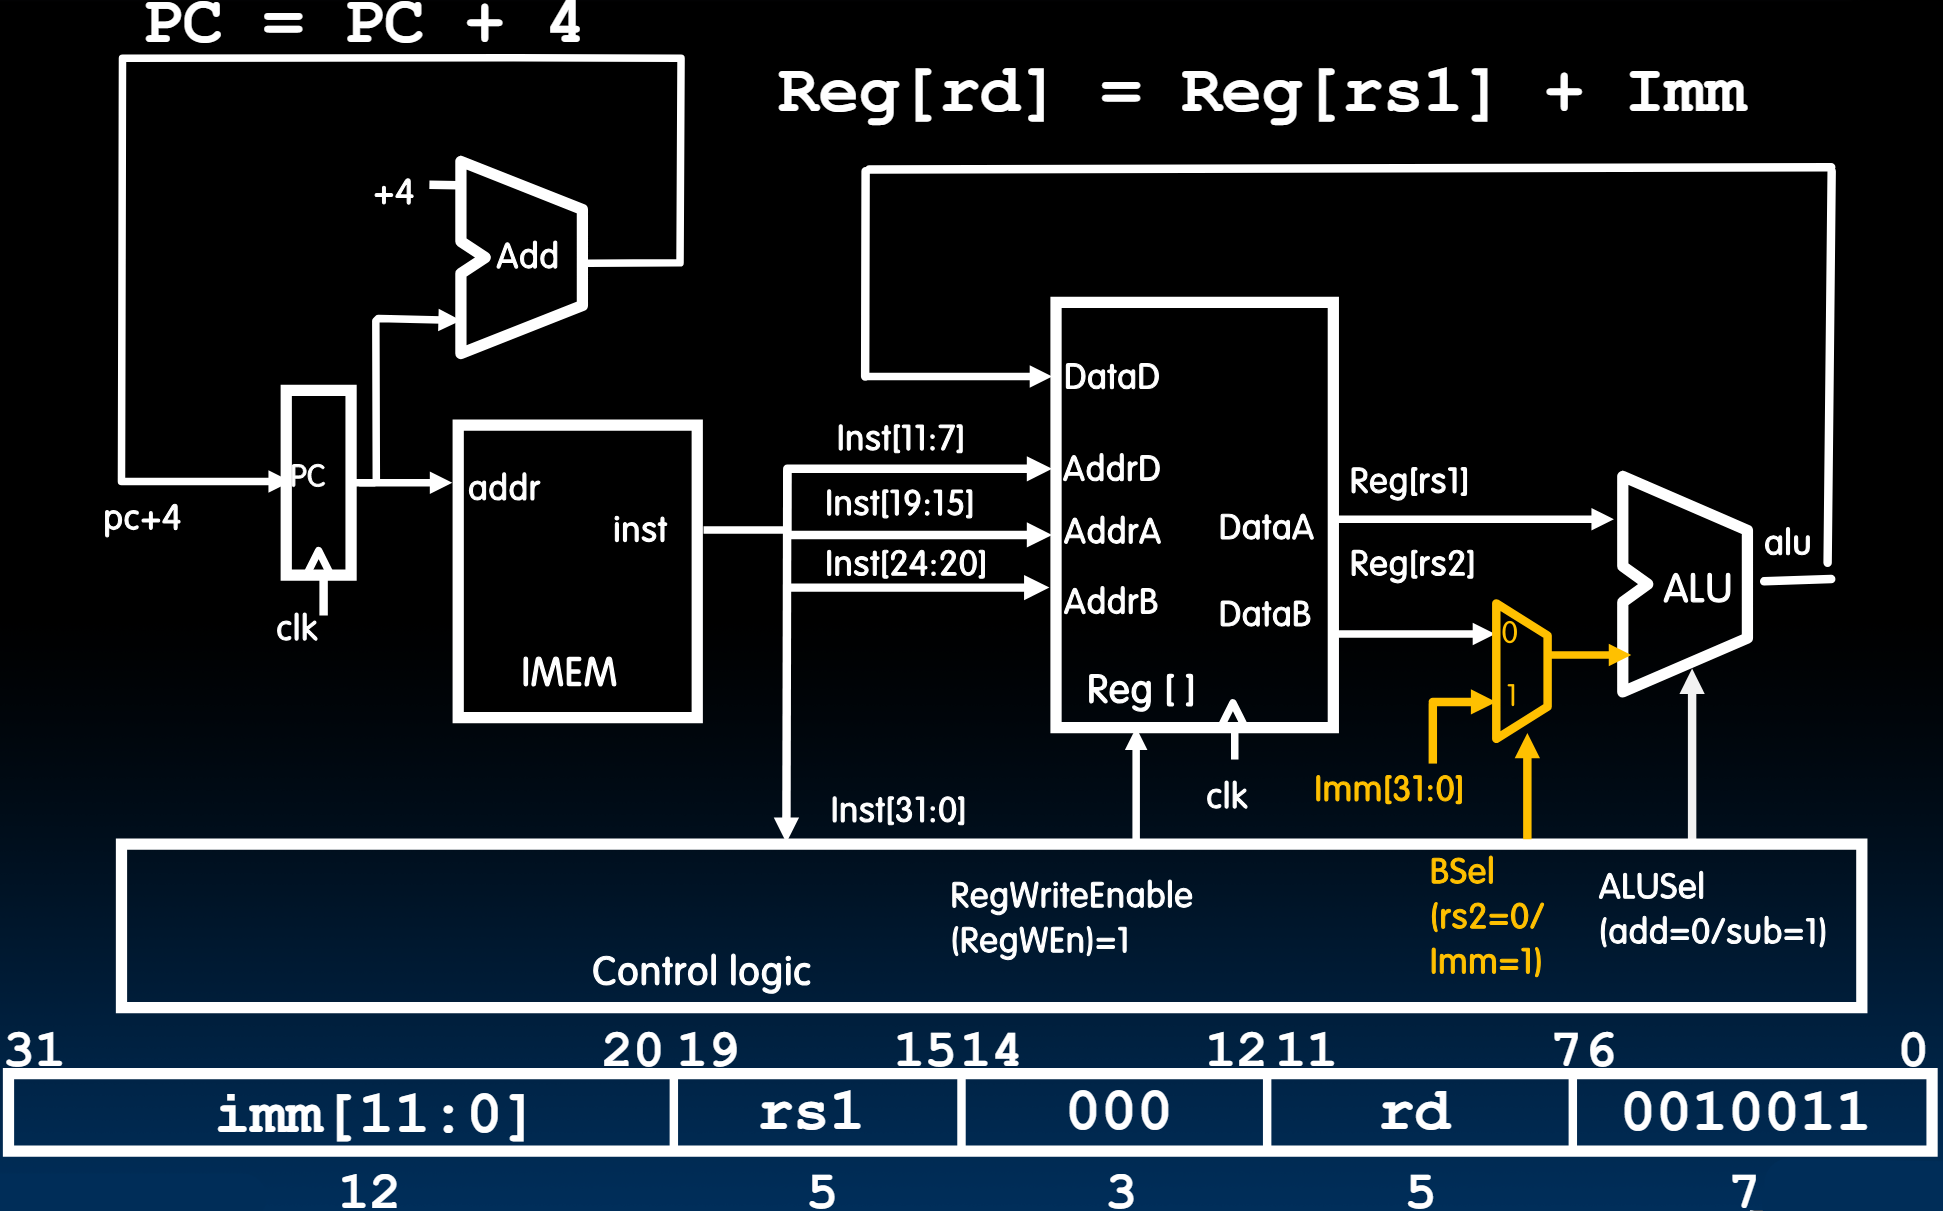 PC = PC + 4
Reg[rd] = Reg[rs1] + Imm
+4
Add
DataD
Inst[11:7]
AddrD
PC
addr
Reg[rs1]
Inst[19:15]
pc+4
inst
AddrA
DataA
alu
Inst[24:20]
Reg[rs2]
ALU
AddrB
DataB
0
clk
IMEM
Reg [ ]
1
clk
Imm[31:0]
Inst[31:0]
RegWriteEnable
(RegWEn)=1
BSel
(rs2=0/
Imm=1)
ALUSel
(add=0/sub=1)
Control logic
31 20 19 15 14 12 11 7 6 0
imm[11:0] rs1 000 rd 0010011
12 5 3 5 7